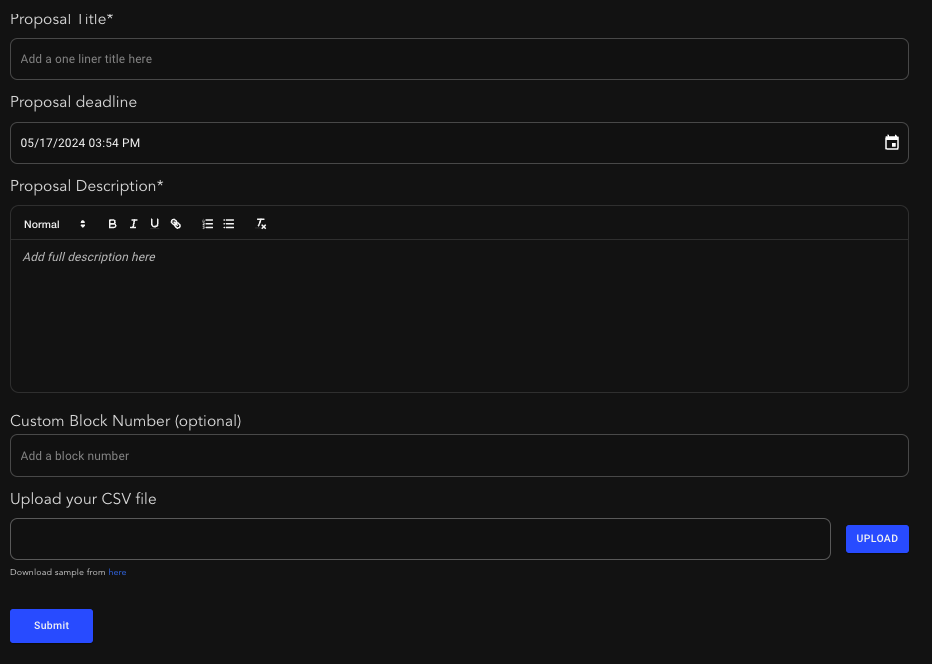 Proposal Title*
Add a one liner title here
Proposal deadline
05/17/2024 03:54 PM
Proposal Description*
Normal B I U
Add full description here
Custom Block Number (optional)
Add a block number
Upload your CSV file
UPLOAD
Download sample from here
Submit